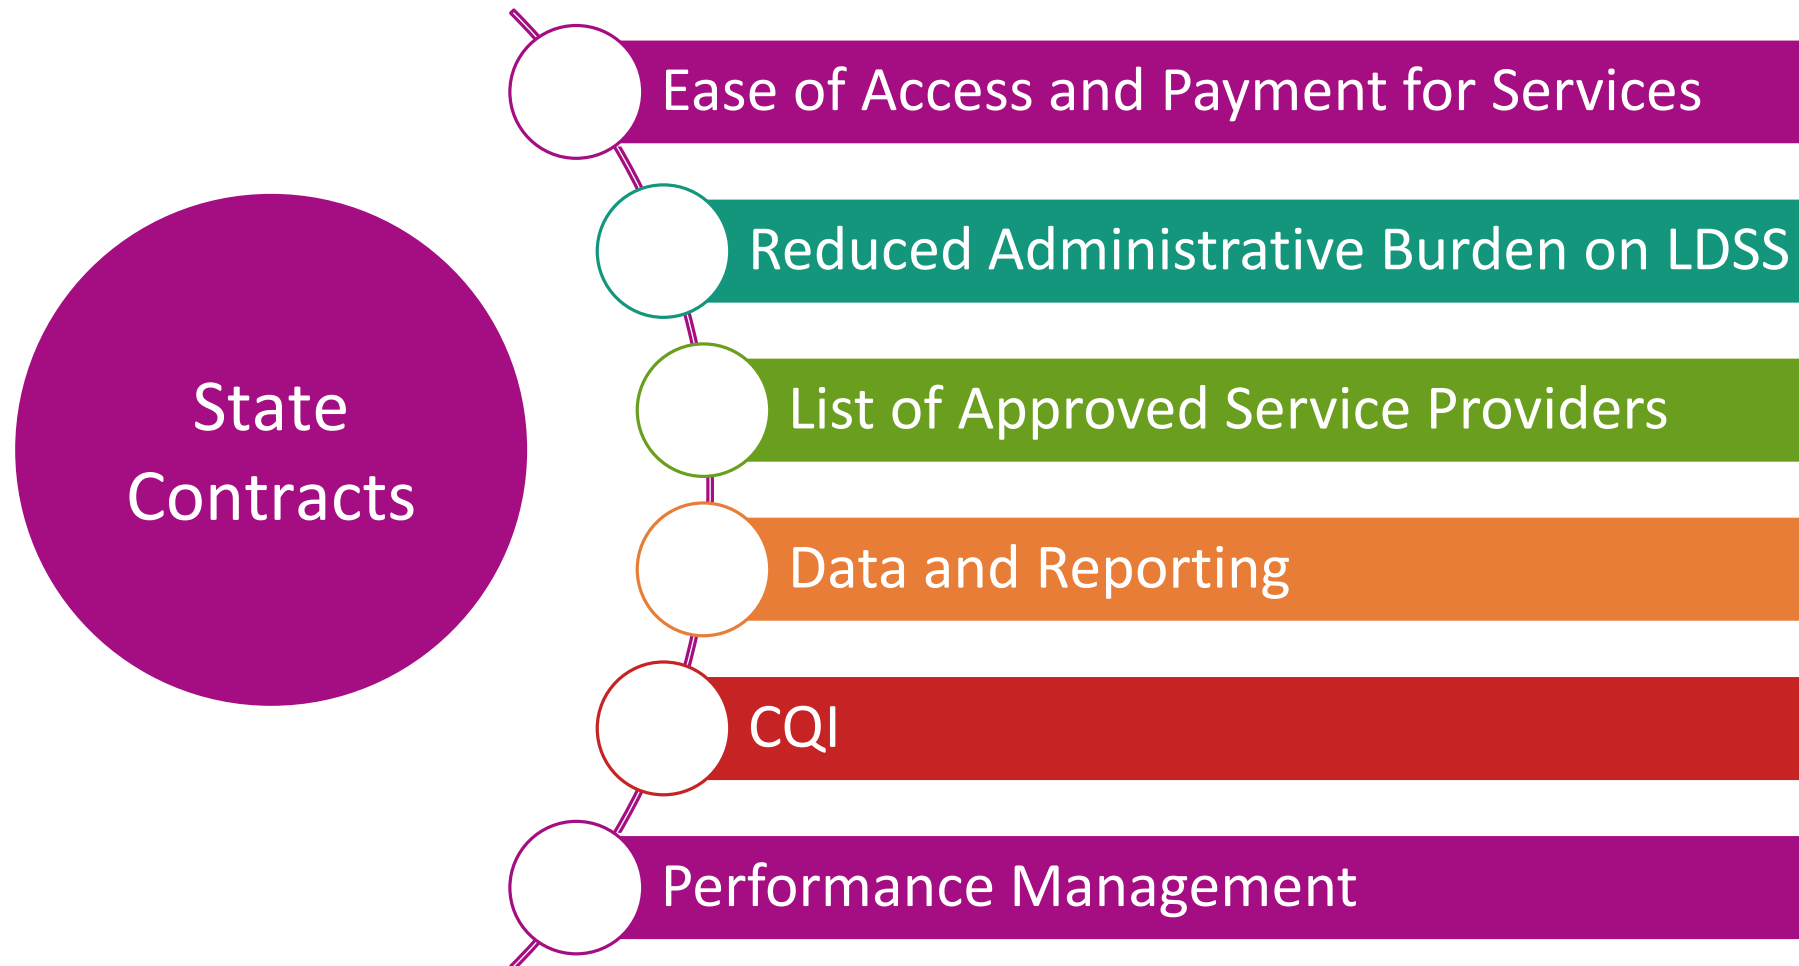 State
Contracts
Ease of Access and Payment for Services
Reduced Administrative Burden on LDSS
List of Approved Service Providers
Data and Reporting
CQI
Performance Management